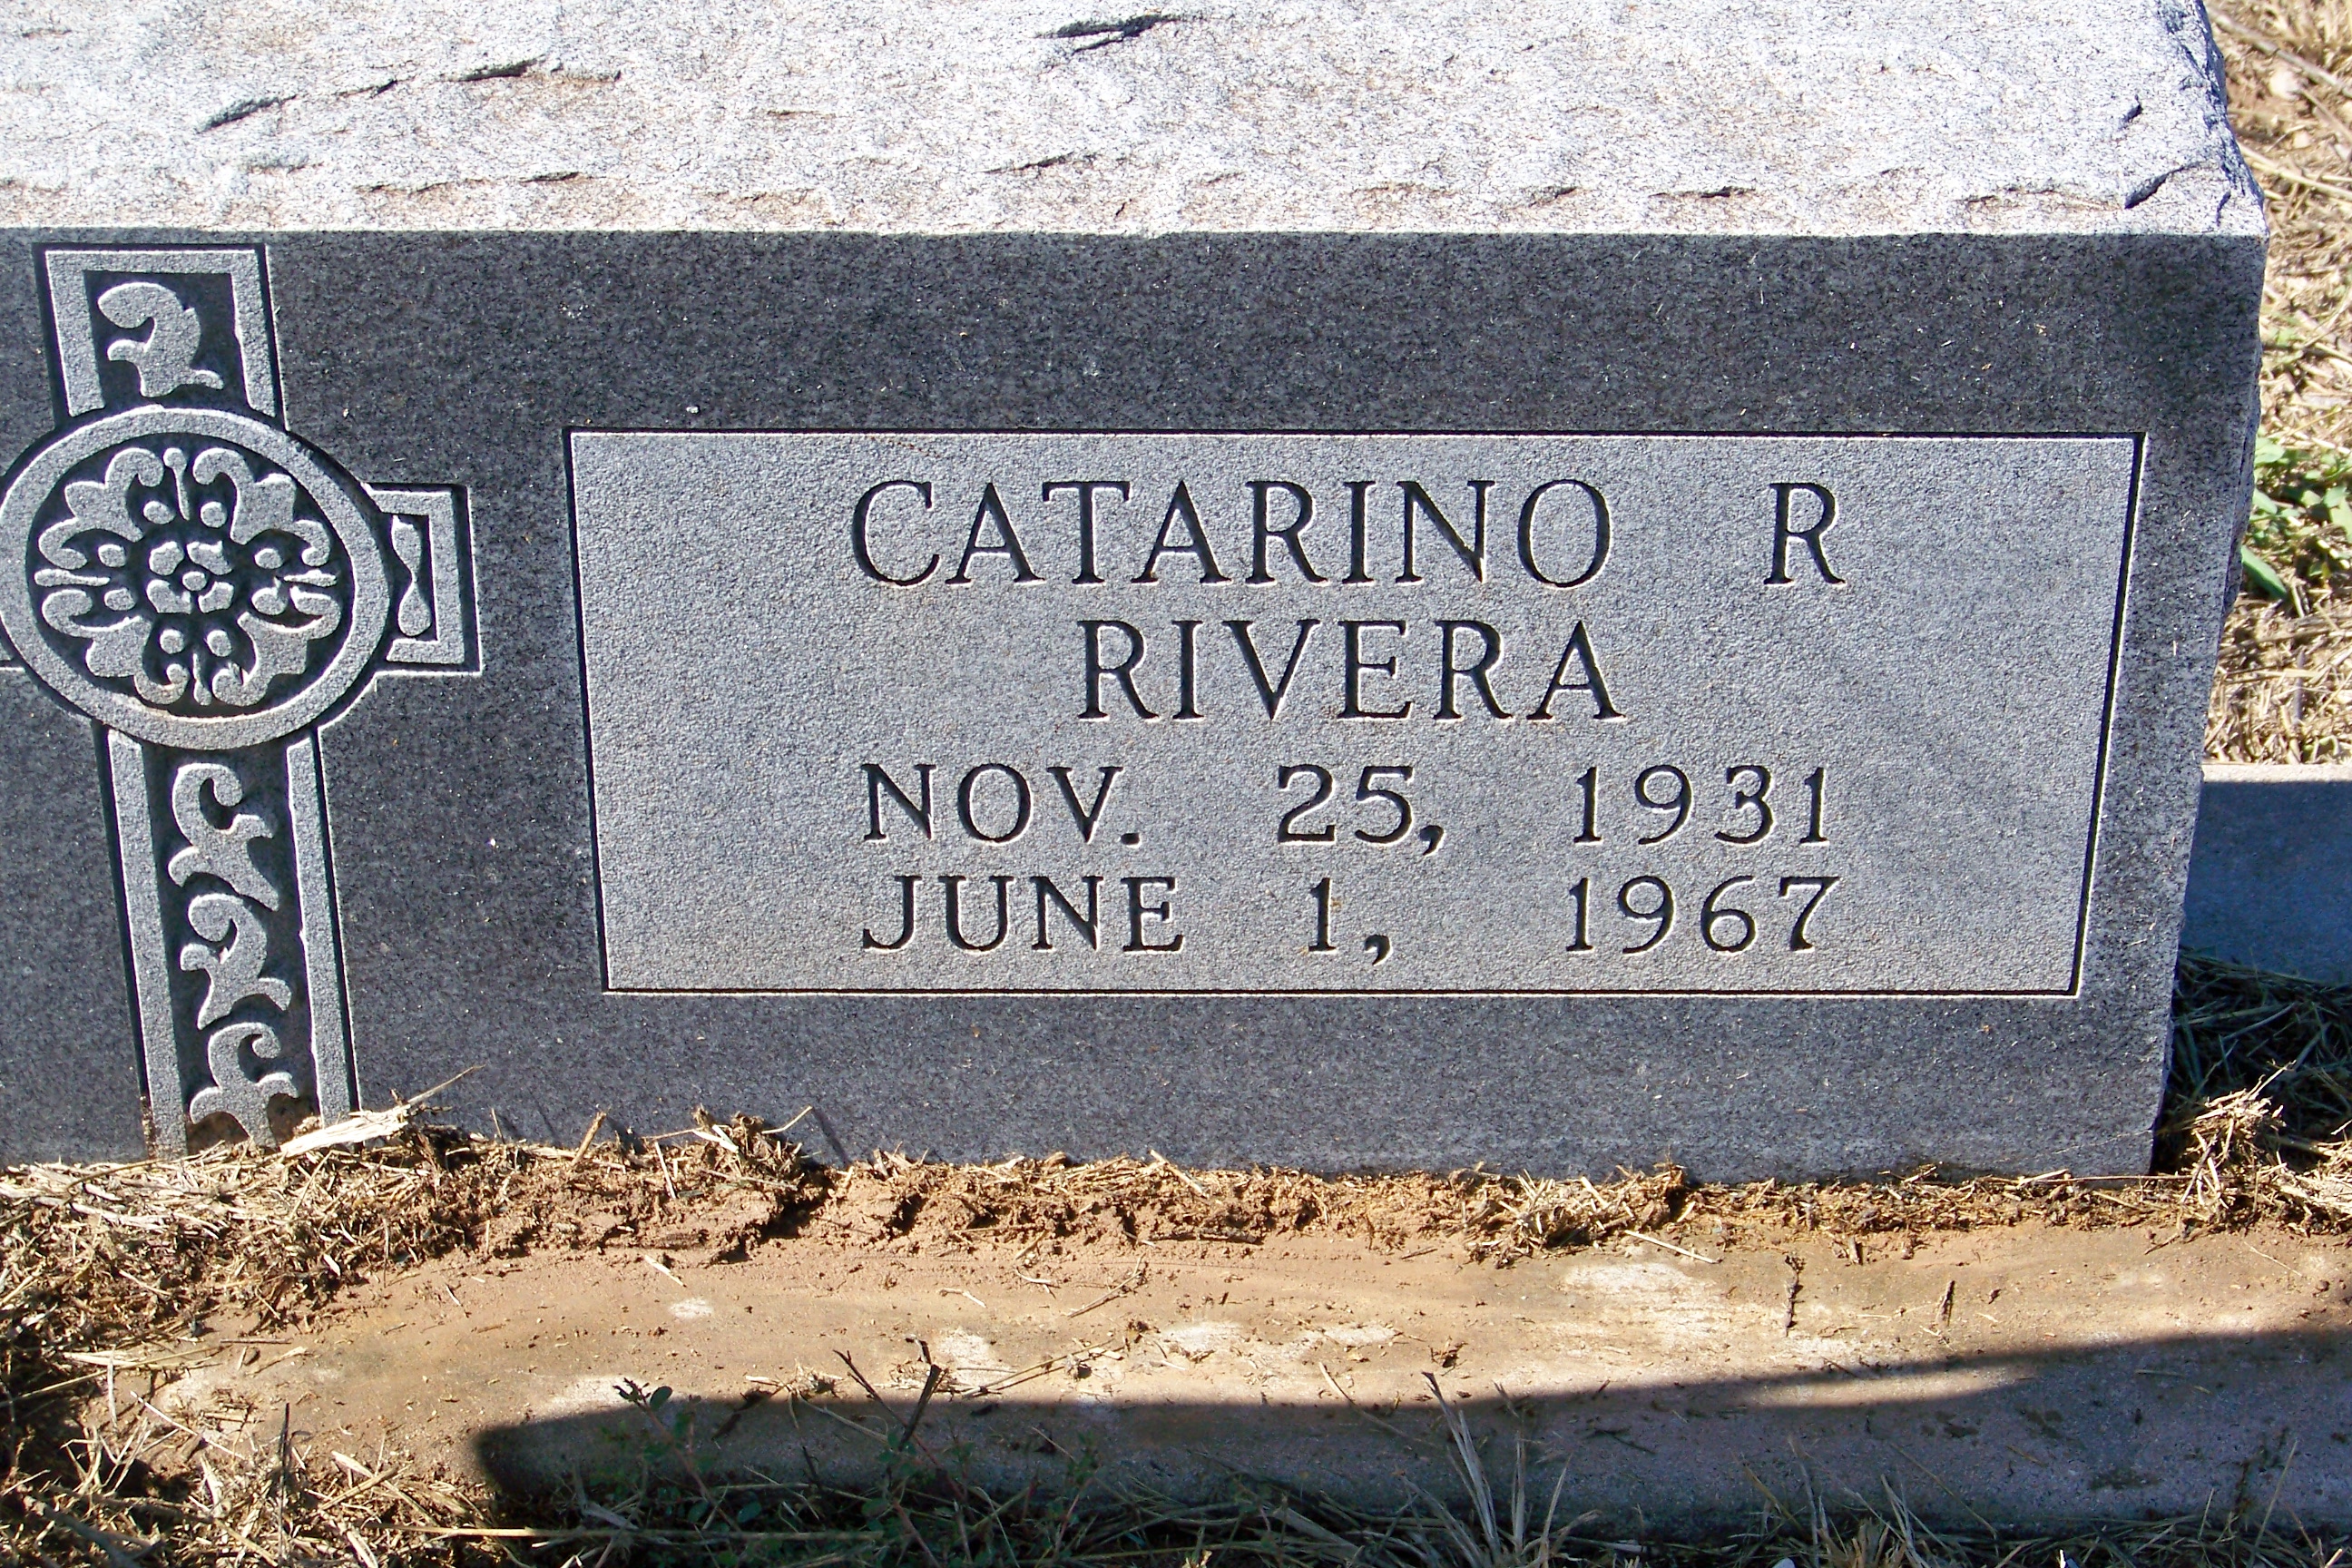 CATARINO R
RIVERA
NOV. 25, 1931
JUNE 1, 1967